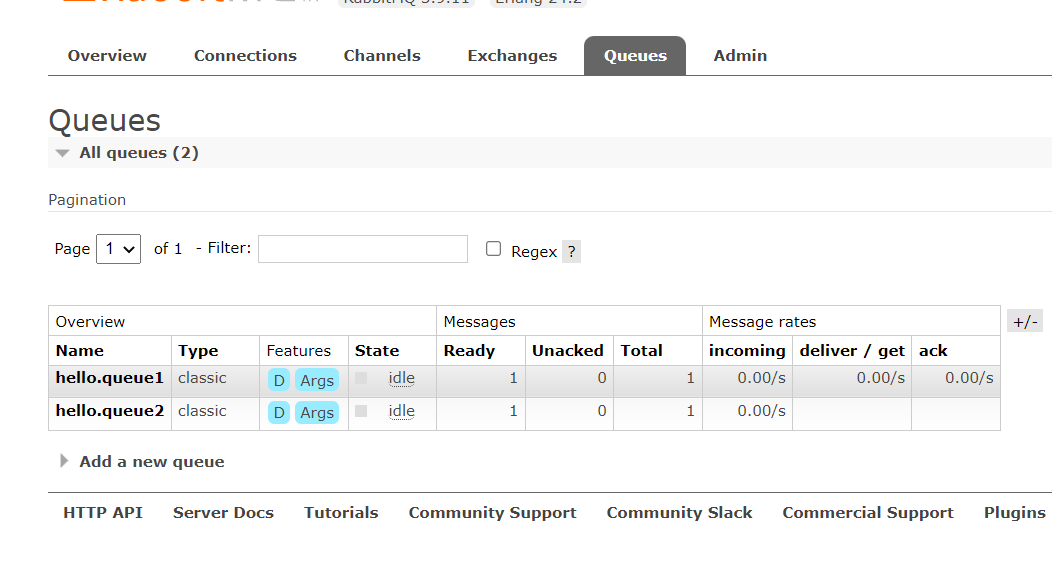 RabbitMQ 3.9.11 Erlang 24.2
Overview Connections Channels Exchanges Queues Admin
Queues
All queues (2)
Pagination
Page 1 of 1 - Filter: Regex ?
Overview Messages Message rates +/-
Name Type Features State Ready Unacked Total incoming deliver / get ack
hello.queue1 classic D Args idle 1 0 1 0.00/s 0.00/s 0.00/s
hello.queue2 classic D Args idle 1 0 1 0.00/s
Add a new queue
HTTP API Server Docs Tutorials Community Support Community Slack Commercial Support Plugins